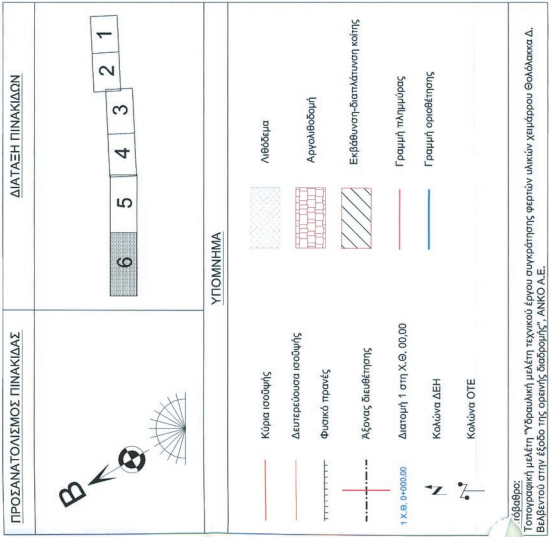 ΠΡΟΣΑΝΑΤΟΛΙΣΜΟΣ ΠΙΝΑΚΙΔΑΣ
Β
ΔΙΑΤΑΞΗ ΠΙΝΑΚΙΔΩΝ
6 5 4 3 2 1
ΥΠΟΜΝΗΜΑ
Κύρια ισοϋψής
Δευτερεύουσα ισοϋψής
Φυσικό πρανές
Άξονας διευθέτησης
1 Χ.Θ. 0+000,00
Διατομή 1 στη Χ.Θ. 00,00
Κολώνα ΔΕΗ
Κολώνα ΟΤΕ
Λιθόδεμα
Αργολιθοδομή
Εκβάθυνση-διαπλάτυνση κοίτης
Γραμμή πλημμύρας
Γραμμή οριοθέτησης
Τοπογραφική μελέτη "Υδραυλική μελέτη τεχνικού έργου συγκράτησης φερτών υλικών χειμάρρου Θολόλακκα Δ.
Βελβεντού στην έξοδο της ορεινής διαδρομής", ΑΝΚΟ Α.Ε.